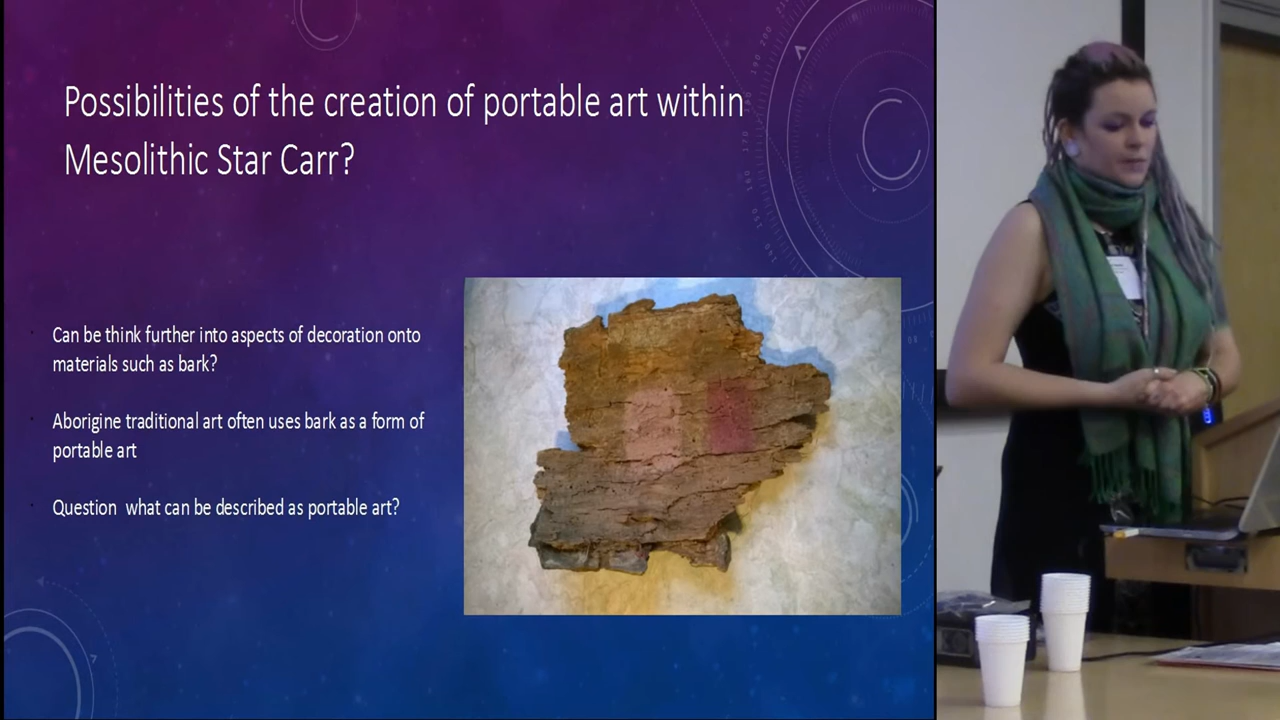 Possibilities of the creation of portable art within
Mesolithic Star Carr?
Can be think further into aspects of decoration onto
materials such as bark?
Aborigine traditional art often uses bark as a form of
portable art
Question  what can be described as portable art?